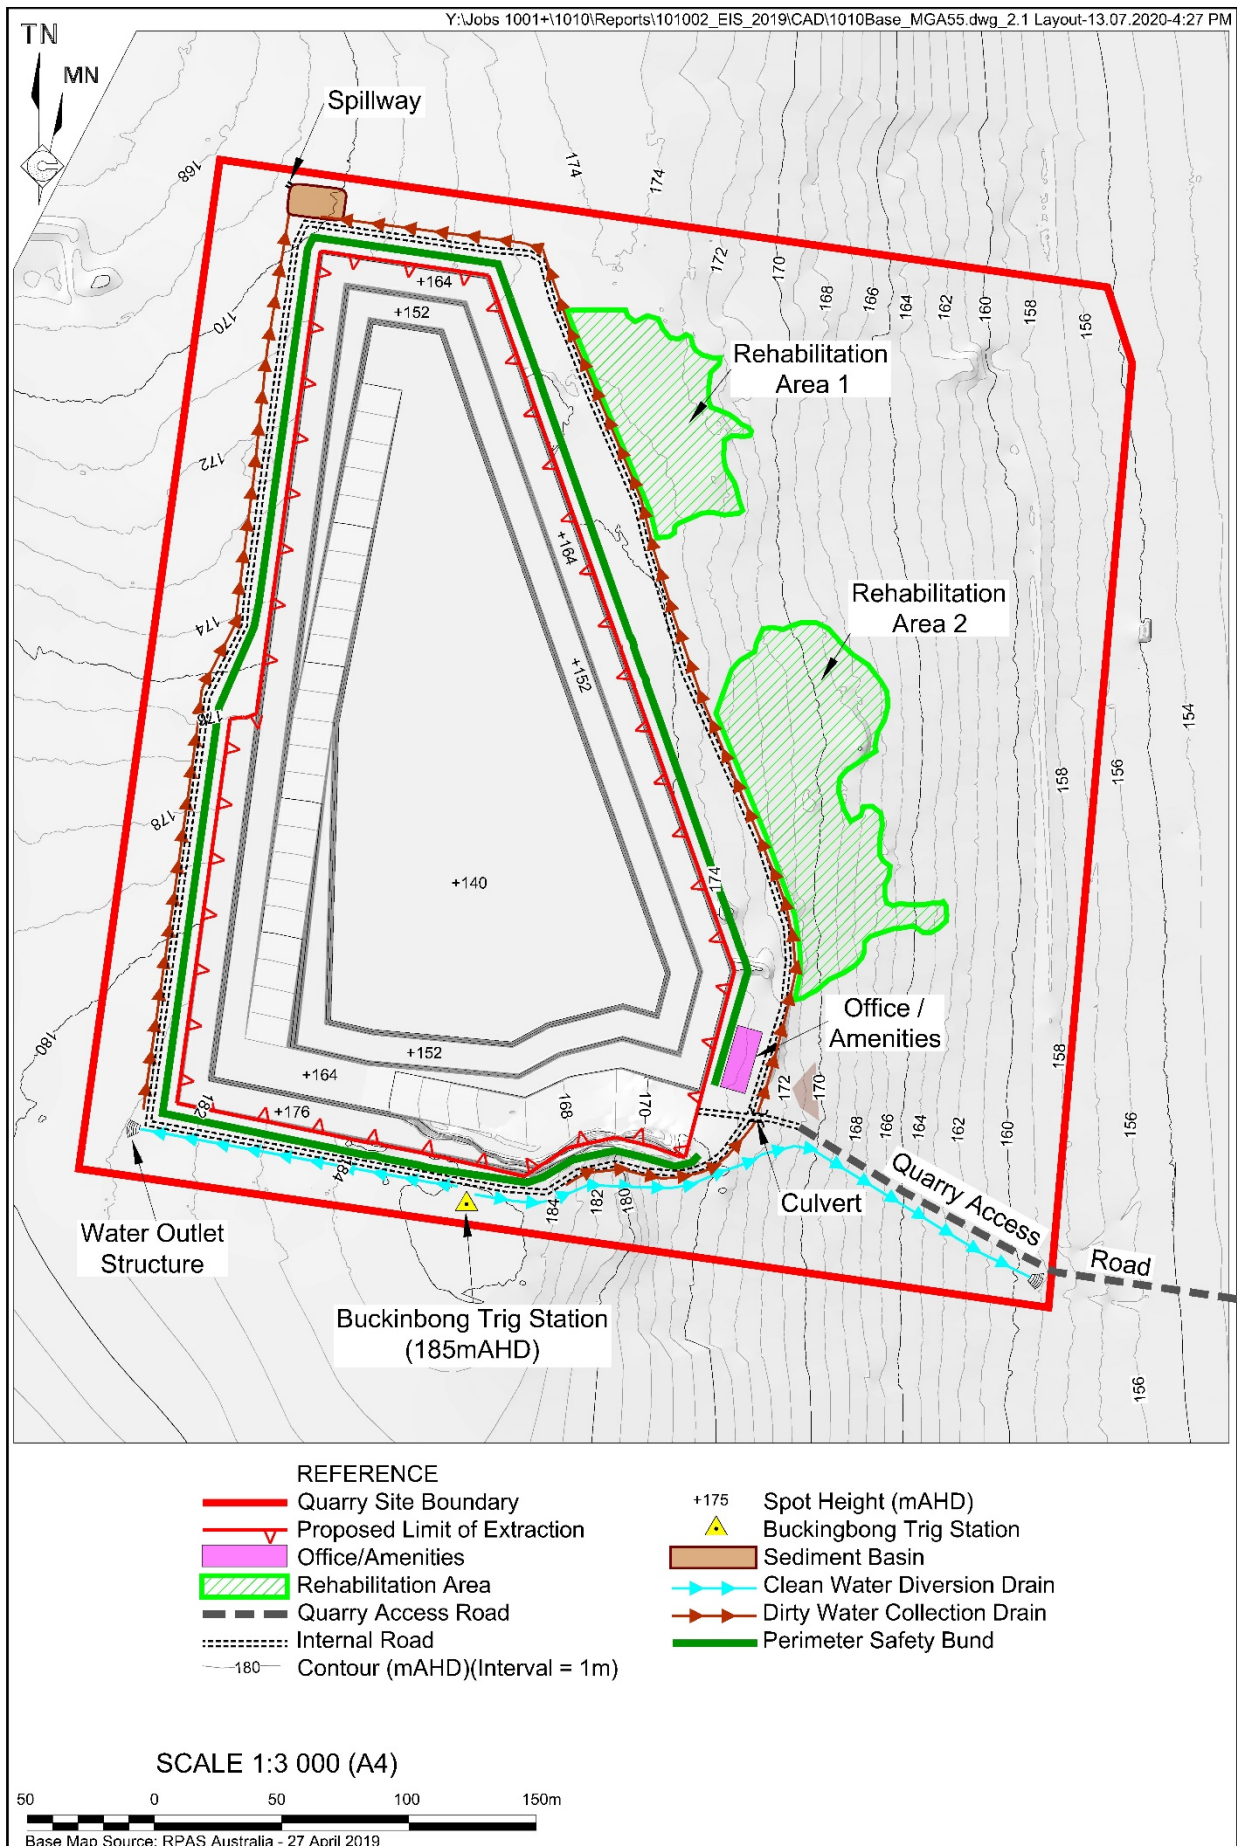 Y:\Jobs 1001+\1010\Reports\101002_EIS_2019\CAD\1010Base_MGA55.dwg_2.1 Layout-13.07.2020-4:27 PM
TN
MN
Spillway
168
174
174
172
170
168
166
164
162
160
158
156
+164
+152
170
Rehabilitation
Area 1
172
+164
174
Rehabilitation
Area 2
+152
176
154
158
156
178
174
+140
180
Office /
Amenities
+152
+164
+176
182
168
170
172
170
168
166
164
162
160
158
156
184
184
182
180
Quarry Access
Road
Culvert
Water Outlet
Structure
Buckinbong Trig Station
(185mAHD)
156
REFERENCE
Quarry Site Boundary
Proposed Limit of Extraction
Office/Amenities
Rehabilitation Area
Quarry Access Road
Internal Road
180 Contour (mAHD)(Interval = 1m)
+175 Spot Height (mAHD)
Buckingbong Trig Station
Sediment Basin
Clean Water Diversion Drain
Dirty Water Collection Drain
Perimeter Safety Bund
SCALE 1:3 000 (A4)
50 0 50 100 150m
Base Map Source: RPAS Australia - 27 April 2019